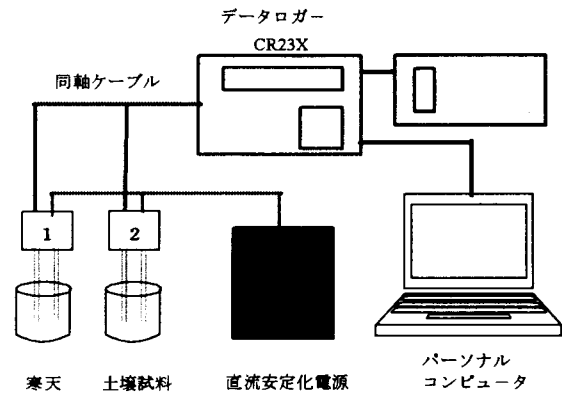 データロガー
CR23X
同軸ケーブル
1
2
寒天
土壌試料
直流安定化電源
パーソナル
コンピュータ